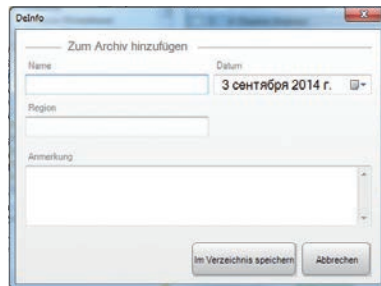 DeInfo
Zum Archiv hinzufügen
Name
Datum
3 сентября 2014 г.
Region
Anmerkung
Im Verzeichnis speichern
Abbrechen